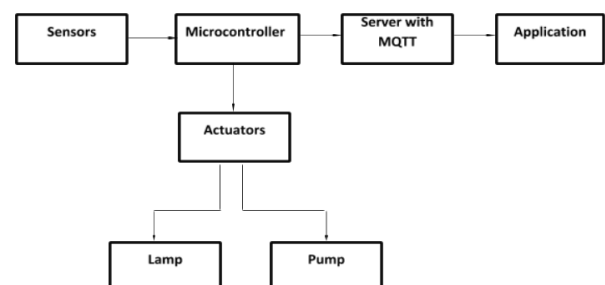 Sensors
Microcontroller
Server with
MQTT
Application
Actuators
Lamp
Pump